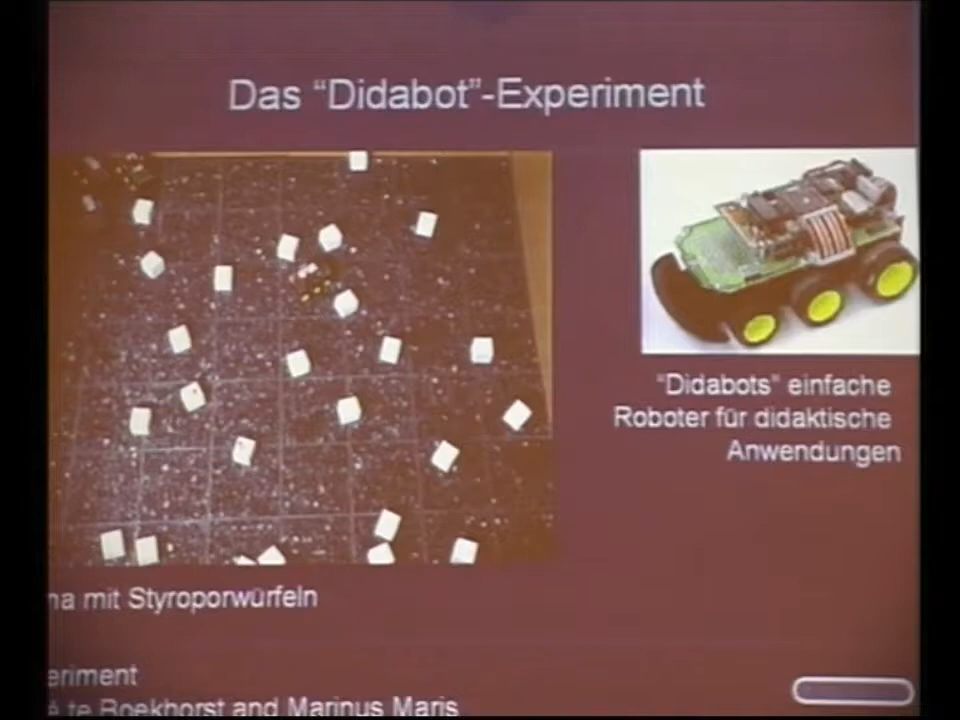 Das “Didabot”-Experiment
“Didabots” einfache
Roboter für didaktische
Anwendungen
na mit Styroporwürfeln
eriment
te Boekhorst and Marinus Maris